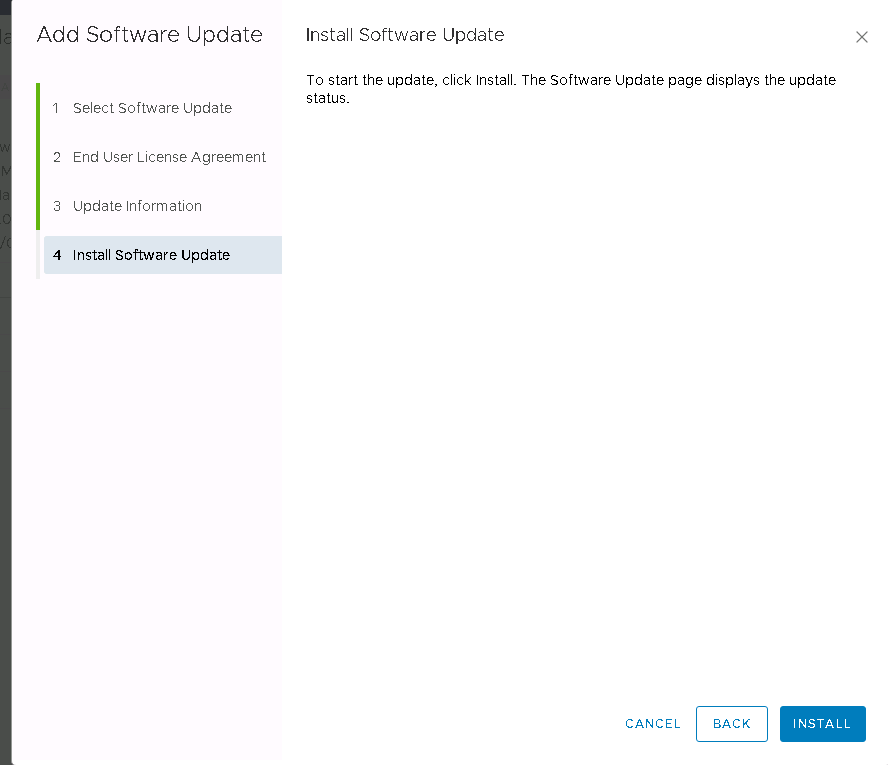 Add Software Update
1 Select Software Update
2 End User License Agreement
3 Update Information
4 Install Software Update
Install Software Update
To start the update, click Install. The Software Update page displays the update
status.
CANCEL
BACK
INSTALL